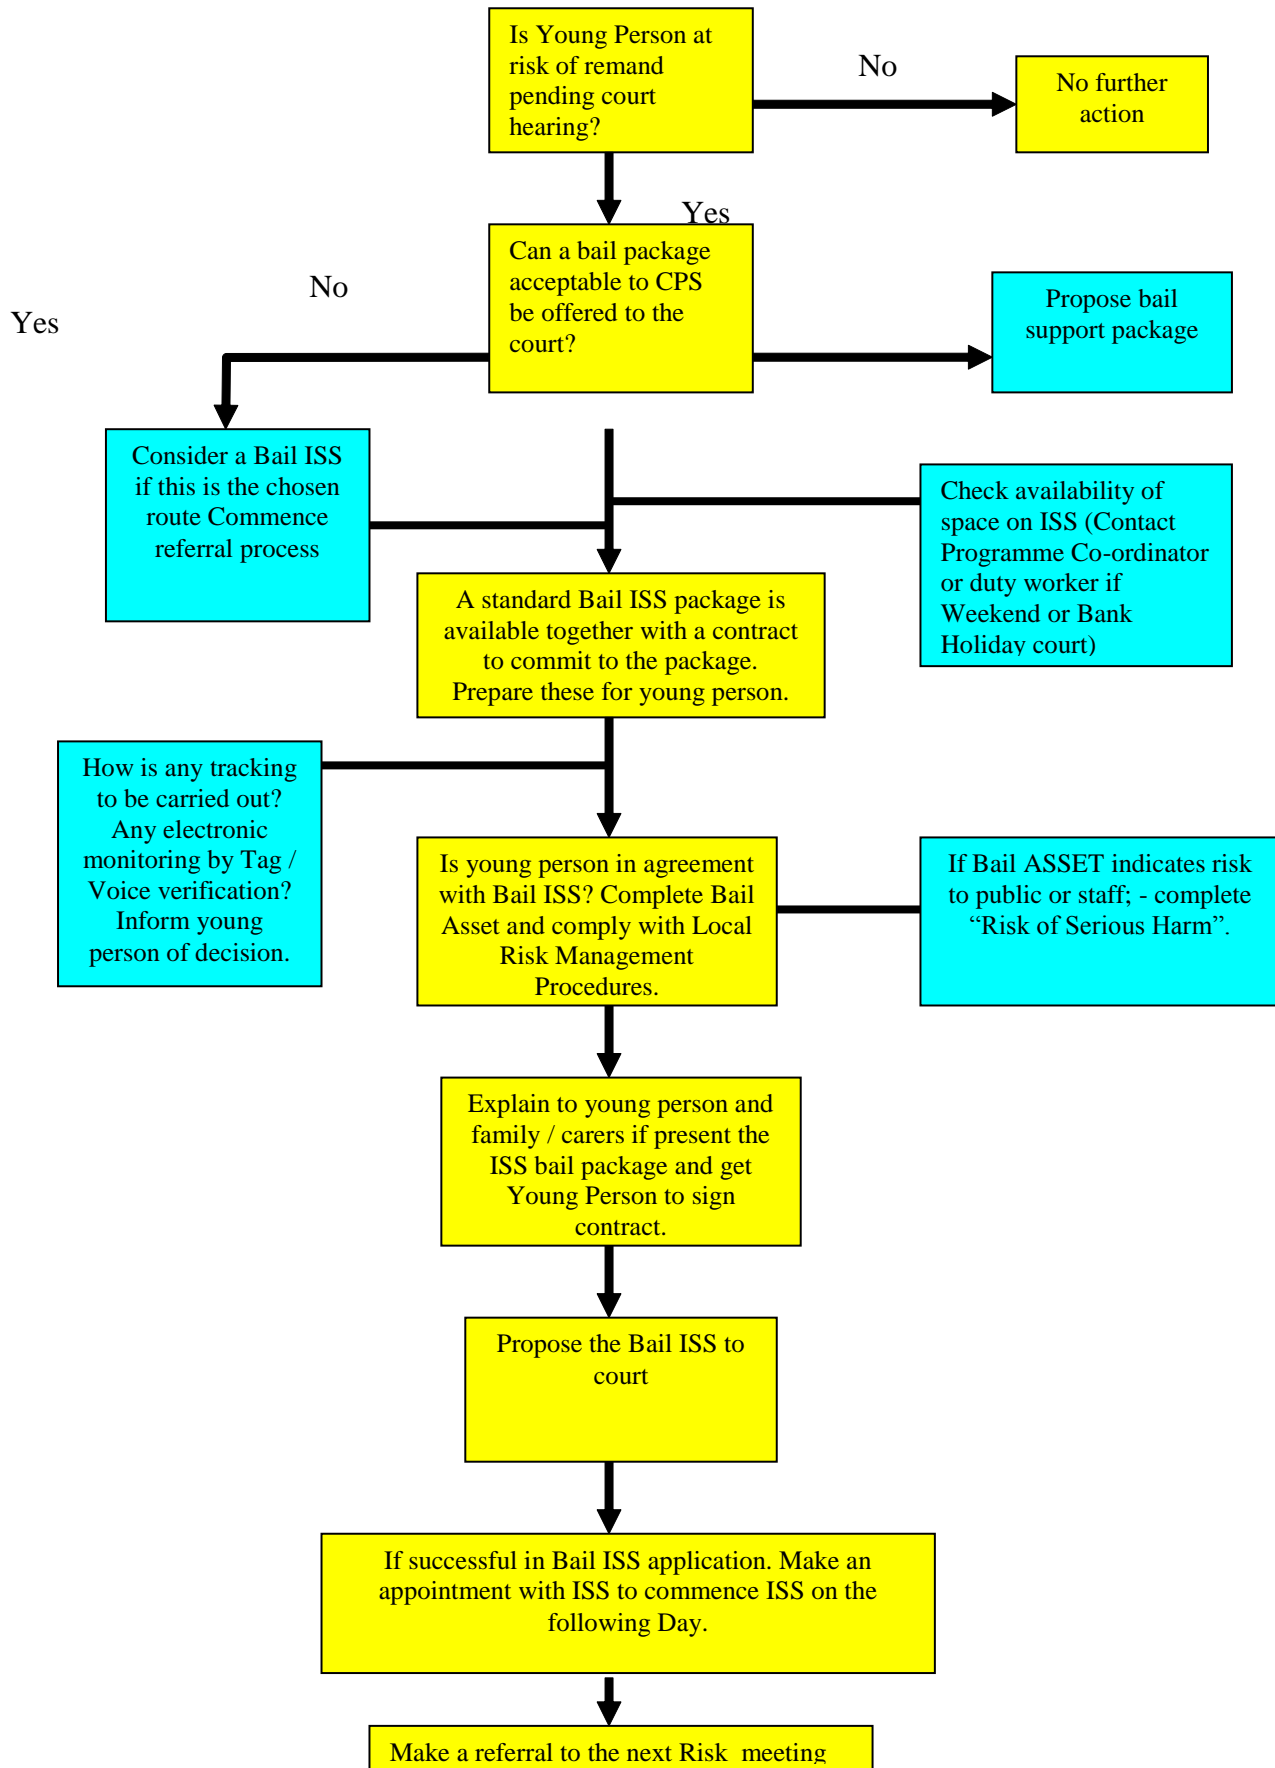 Is Young Person at
risk of remand
pending court
hearing?
No
No further
action
Yes
Can a bail package
acceptable to CPS
be offered to the
court?
No
Yes
Propose bail
support package
Consider a Bail ISS
if this is the chosen
route Commence
referral process
Check availability of
space on ISS (Contact
Programme Co-ordinator
or duty worker if
Weekend or Bank
Holiday court)
A standard Bail ISS package is
available together with a contract
to commit to the package.
Prepare these for young person.
How is any tracking
to be carried out?
Any electronic
monitoring by Tag /
Voice verification?
Inform young
person of decision.
Is young person in agreement
with Bail ISS? Complete Bail
Asset and comply with Local
Risk Management
Procedures.
If Bail ASSET indicates risk
to public or staff; - complete
“Risk of Serious Harm”.
Explain to young person and
family / carers if present the
ISS bail package and get
Young Person to sign
contract.
Propose the Bail ISS to
court
If successful in Bail ISS application. Make an
appointment with ISS to commence ISS on the
following Day.
Make a referral to the next Risk  meeting